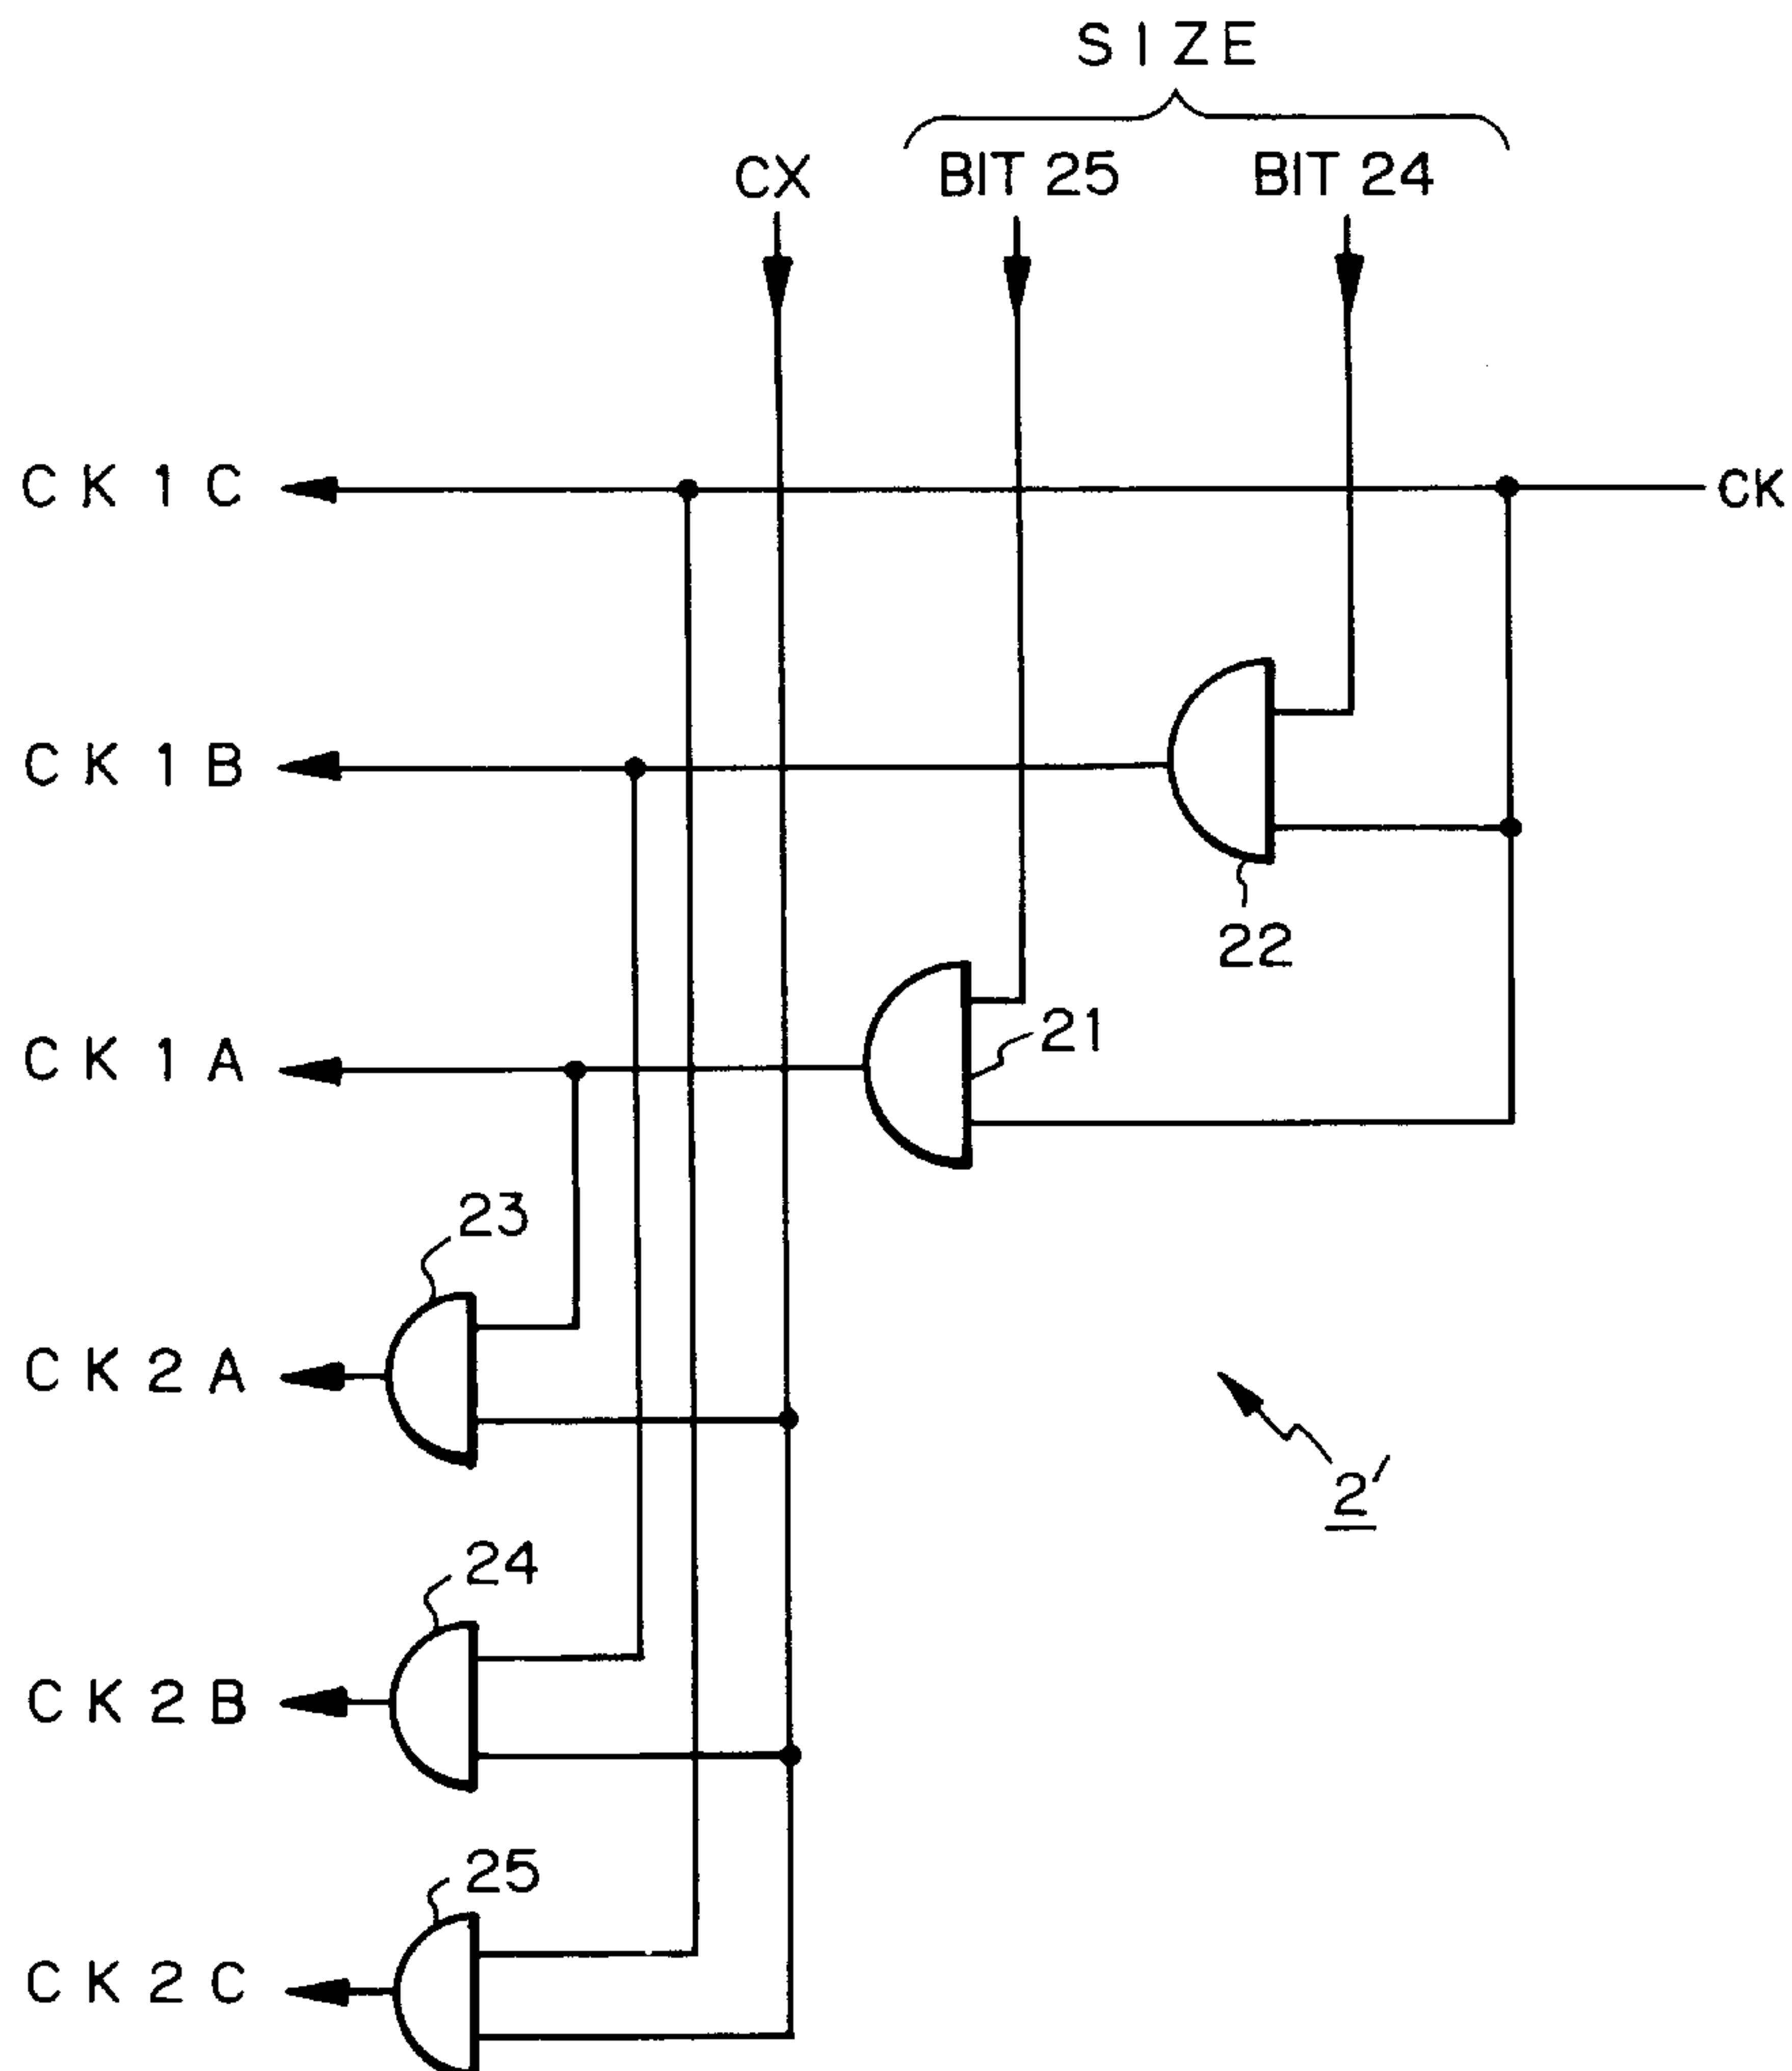 SIZE
CX
BIT 25
BIT 24
CK1C
CK
CK1B
22
21
CK1A
23
CK2A
2'
24
CK2B
25
CK2C